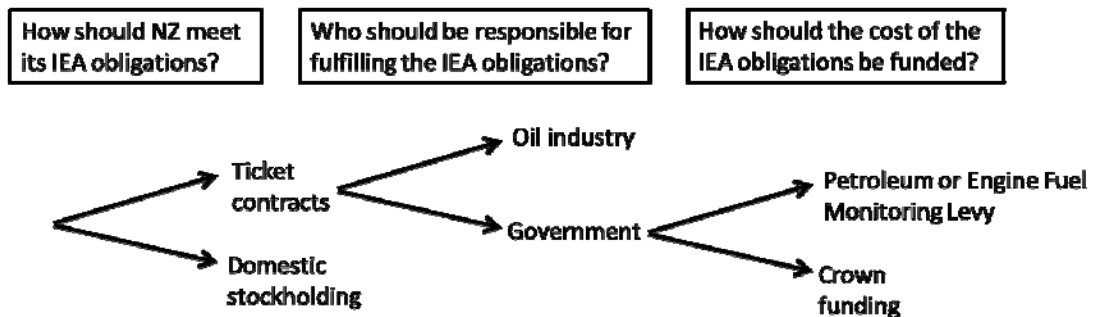 How should NZ meet
its IEA obligations?
Who should be responsible for
fulfilling the IEA obligations?
How should the cost of the
IEA obligations be funded?
Oil industry
Ticket
contracts
Petroleum or Engine Fuel
Monitoring Levy
Government
Domestic
stockholding
Crown
funding